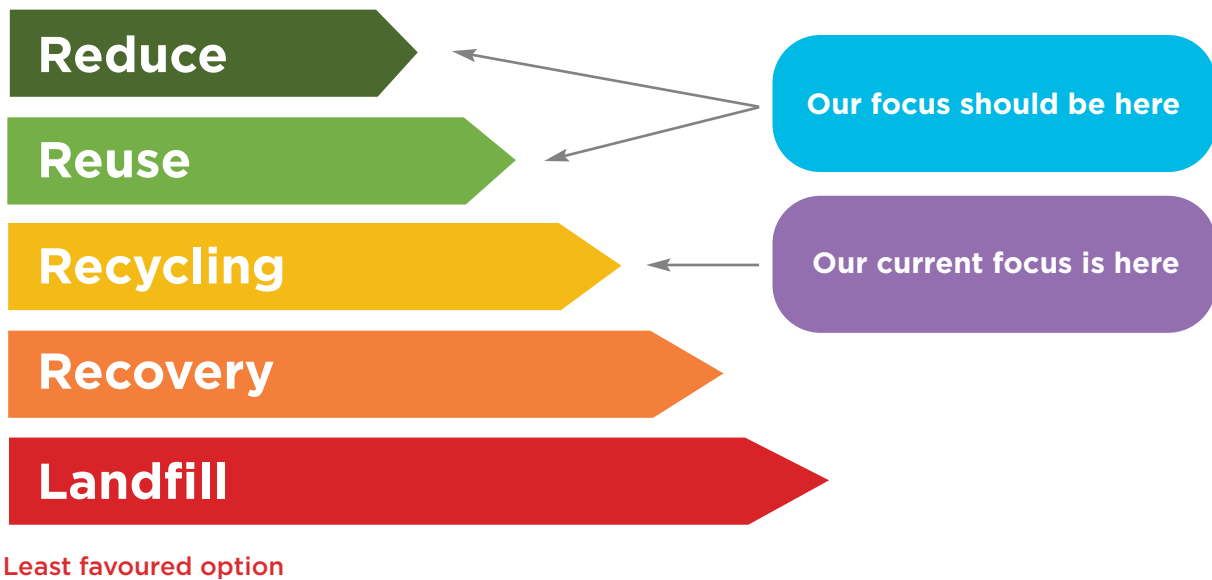 Reduce
Our focus should be here
Reuse
Recycling
Our current focus is here
Recovery
Landfill
Least favoured option